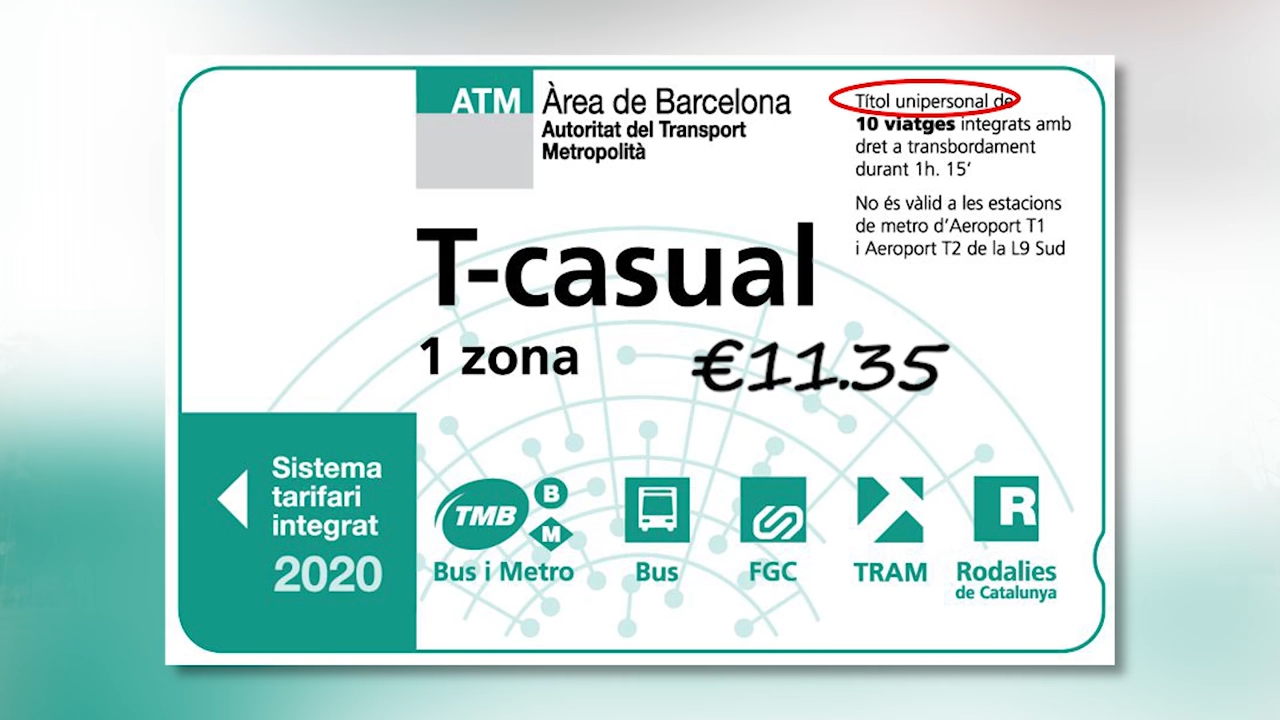 ATM
Àrea de Barcelona
Autoritat del Transport
Metropolità
Títol unipersonal de
10 viatges integrats amb
dret a transbordament
durant 1h. 15'
No és vàlid a les estacions
de metro d'Aeroport T1
i Aeroport T2 de la L9 Sud
T-casual
1 zona
€11.35
Sistema
tarifari
integrat
2020
TMB
B
M
R
Bus i Metro
Bus
FGC
TRAM
Rodalies
de Catalunya